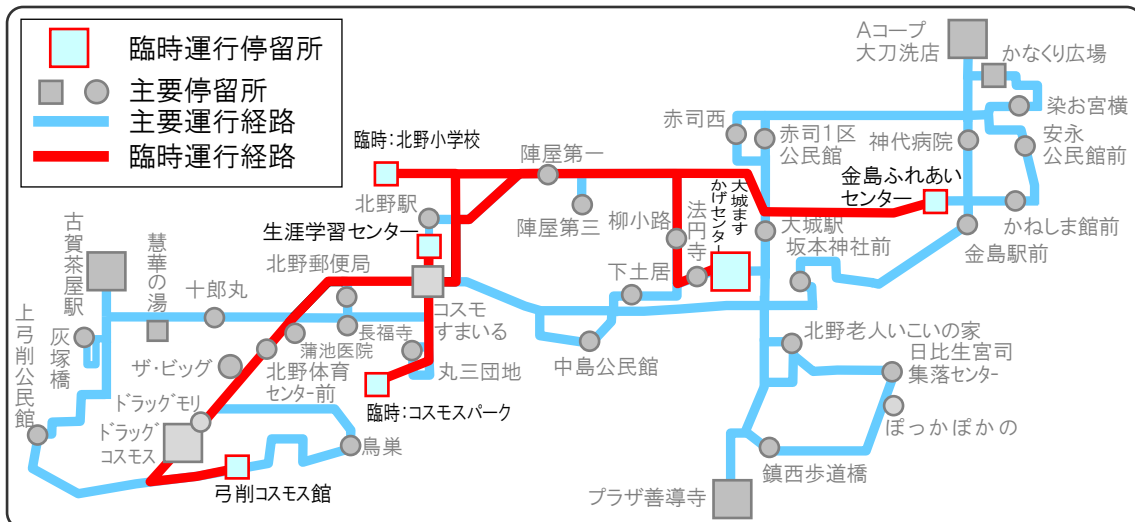 臨時運行停留所
主要停留所
主要運行経路
臨時運行経路
Aコープ
大刀洗店
かなくり広場
染お宮横
安永
公民館前
神代病院
赤司西
赤司1区
公民館
金島ふれあい
センター
かねしま館前
金島駅前
臨時:北野小学校
陣屋第一
陣屋第三
北野駅
生涯学習センター
北野郵便局
柳小路
法円寺
大城ます
かげセンター
大城駅
坂本神社前
下土居
コスモ
すまいる
中島公民館
古賀茶屋駅
慧華の湯
十郎丸
上弓削公民館
灰塚橋
長福寺
蒲池医院
ザ・ビッグ
北野体育
センター前
丸三団地
臨時:コスモスパーク
ドラッグモリ
ドラッグ
コスモス
鳥巣
弓削コスモス館
北野老人いこいの家
日比生宮司
集落センター
ぽっかぽかの
鎮西歩道橋
プラザ善導寺